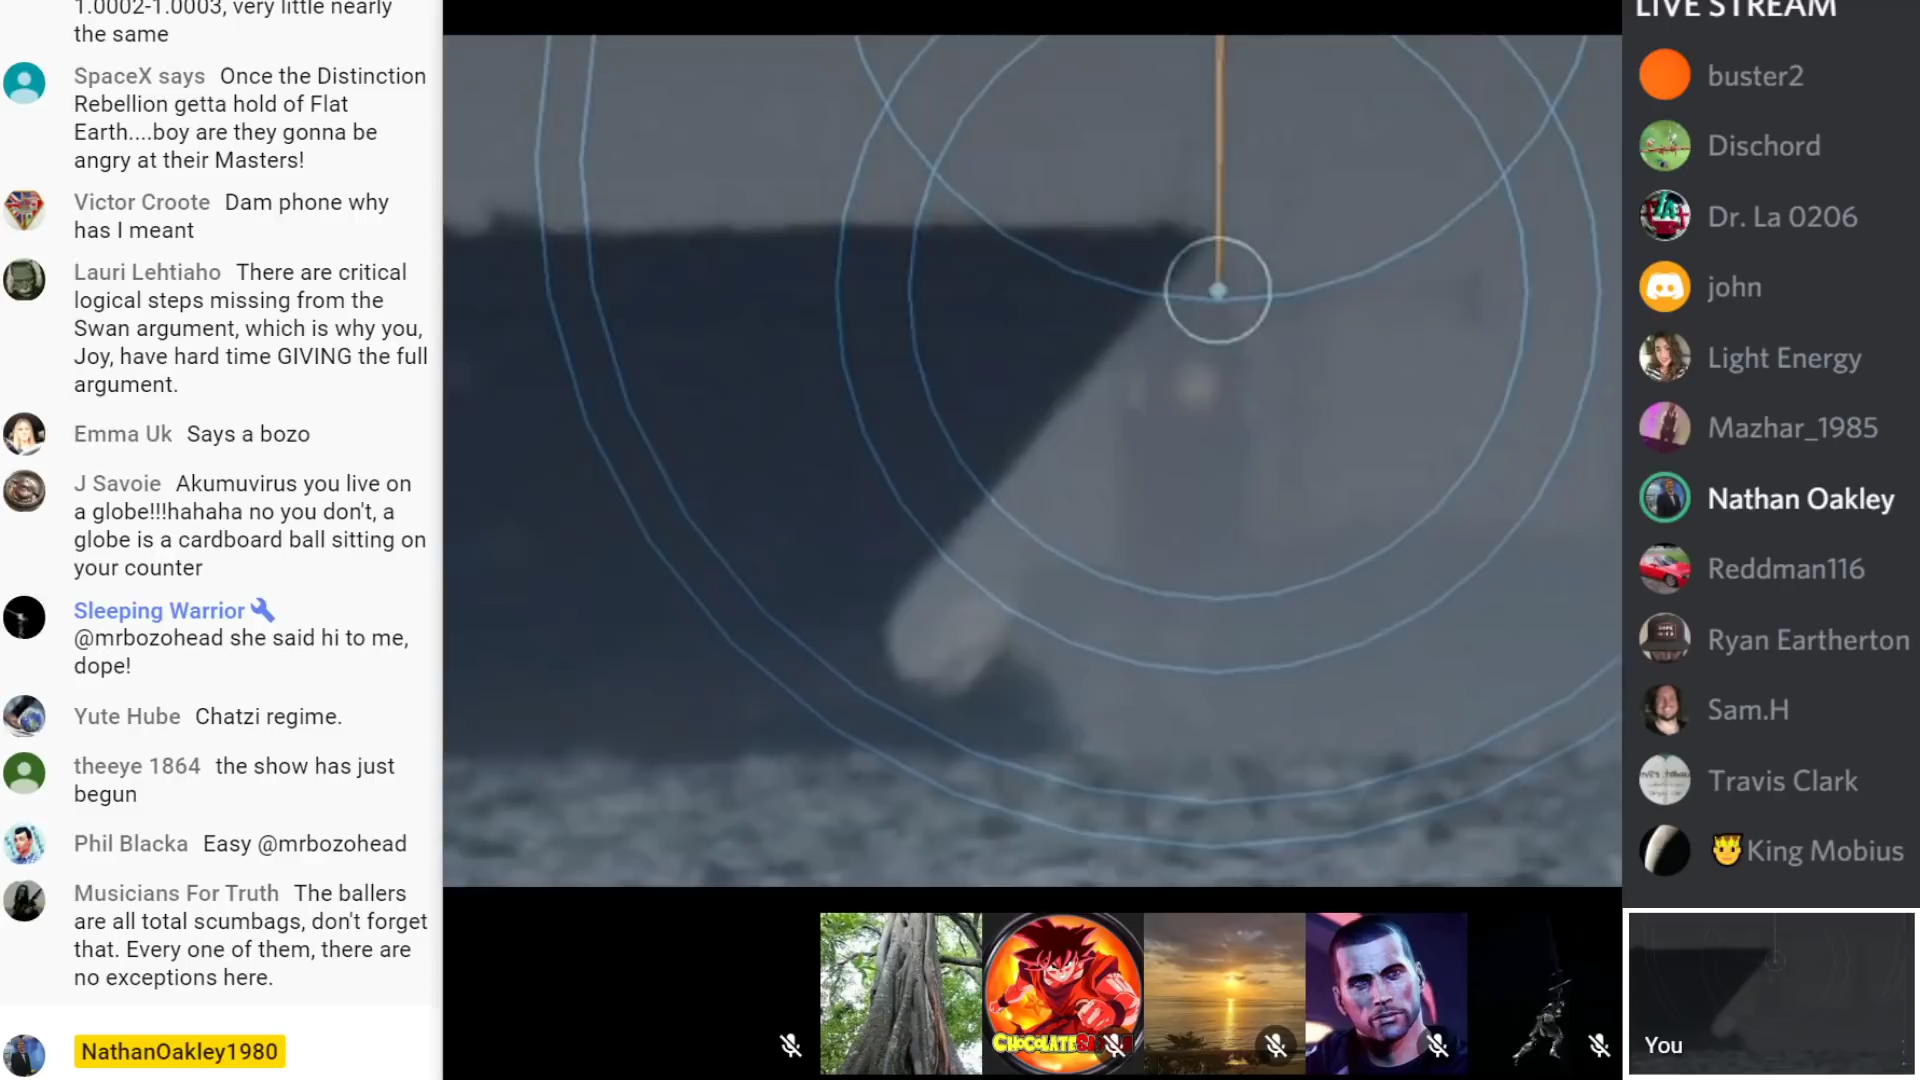 1.0002-1.0003, very little nearly
the same
SpaceX says Once the Distinction
Rebellion getta hold of Flat
Earth....boy are they gonna be
angry at their Masters!
Victor Croote Dam phone why
has I meant
Lauri Lehtiaho There are critical
logical steps missing from the
Swan argument, which is why you,
Joy, have hard time GIVING the full
argument.
Emma Uk Says a bozo
J Savoie Akumuvirus you live on
a globe!!!hahaha no you don't, a
globe is a cardboard ball sitting on
your counter
Sleeping Warrior
@mrbozohead she said hi to me,
dope!
Yute Hube Chatzi regime.
theeye 1864 the show has just
begun
Phil Blacka Easy @mrbozohead
Musicians For Truth The ballers
are all total scumbags, don't forget
that. Every one of them, there are
no exceptions here.
NathanOakley1980
LIVE STREAM
buster2
Dischord
Dr. La 0206
john
Light Energy
Mazhar_1985
Nathan Oakley
Reddman116
Ryan Eartherton
Sam.H
Travis Clark
King Mobius
You